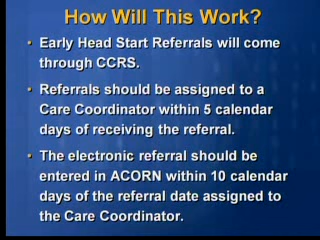 How Will This Work?
• Early Head Start Referrals will come
through CCRS.
• Referrals should be assigned to a
Care Coordinator within 5 calendar
days of receiving the referral.
• The electronic referral should be
entered in ACORN within 10 calendar
days of the referral date assigned to
the Care Coordinator.